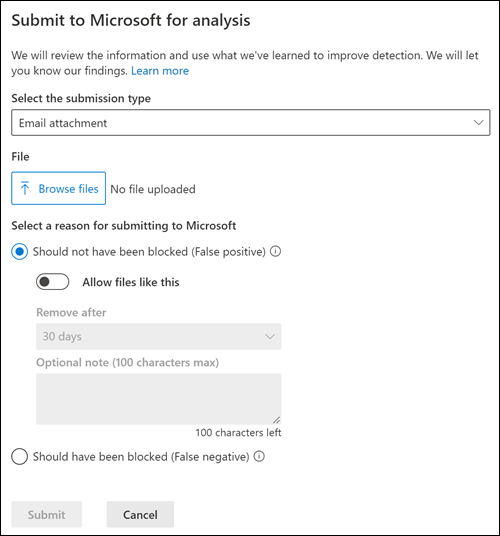 Submit to Microsoft for analysis
We will review the information and use what we've learned to improve detection. We will let
you know our findings. Learn more
Select the submission type
Email attachment
File
Browse files No file uploaded
Select a reason for submitting to Microsoft
Should not have been blocked (False positive)
Allow files like this
Remove after
30 days
Optional note (100 characters max)
100 characters left
Should have been blocked (False negative)
Submit Cancel